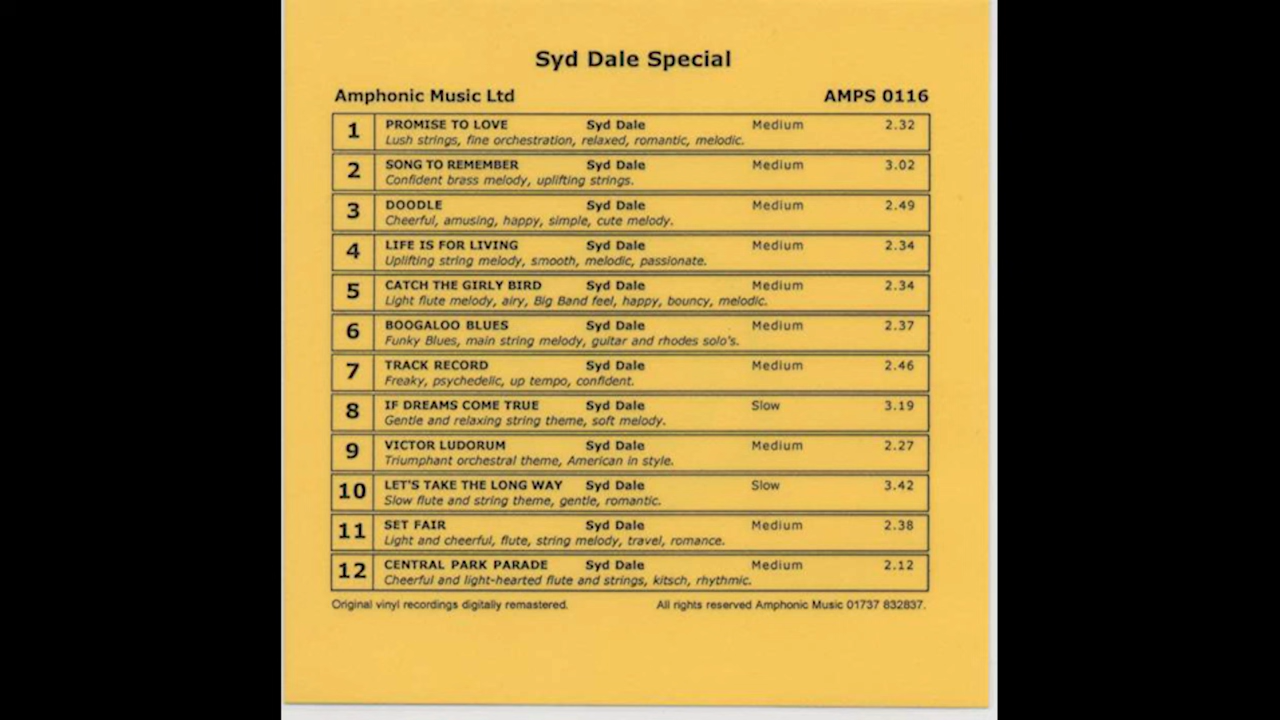 Syd Dale Special
Amphonic Music Ltd AMPS 0116
1 PROMISE TO LOVE Syd Dale Medium 2.32
Lush strings, fine orchestration, relaxed, romantic, melodic.
2 SONG TO REMEMBER Syd Dale Medium 3.02
Confident brass melody, uplifting strings.
3 DOODLE Syd Dale Medium 2.49
Cheerful, amusing, happy, simple, cute melody.
4 LIFE IS FOR LIVING Syd Dale Medium 2.34
Uplifting string melody, smooth, melodic, passionate.
5 CATCH THE GIRLY BIRD Syd Dale Medium 2.34
Light flute melody, airy, Big Band feel, happy, bouncy, melodic.
6 BOOGALOO BLUES Syd Dale Medium 2.37
Funky Blues, main string melody, guitar and rhodes solo's.
7 TRACK RECORD Syd Dale Medium 2.46
Freaky, psychedelic, up tempo, confident.
8 IF DREAMS COME TRUE Syd Dale Slow 3.19
Gentle and relaxing string theme, soft melody.
9 VICTOR LUDORUM Syd Dale Medium 2.27
Triumphant orchestral theme, American in style.
10 LET'S TAKE THE LONG WAY Syd Dale Slow 3.42
Slow flute and string theme, gentle, romantic.
11 SET FAIR Syd Dale Medium 2.38
Light and cheerful, flute, string melody, travel, romance.
12 CENTRAL PARK PARADE Syd Dale Medium 2.12
Cheerful and light-hearted flute and strings, kitsch, rhythmic.
Original vinyl recordings digitally remastered. All rights reserved Amphonic Music 01737 832837.